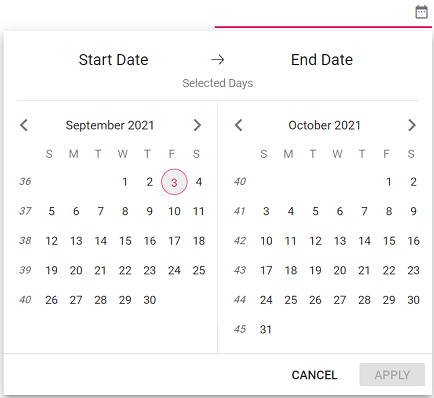 Start Date → End Date
Selected Days
September 2021
S M T W T F S
36 1 2 3 4
37 5 6 7 8 9 10 11
38 12 13 14 15 16 17 18
39 19 20 21 22 23 24 25
40 26 27 28 29 30
October 2021
S M T W T F S
40 1 2
41 3 4 5 6 7 8 9
42 10 11 12 13 14 15 16
43 17 18 19 20 21 22 23
44 24 25 26 27 28 29 30
45 31
CANCEL APPLY